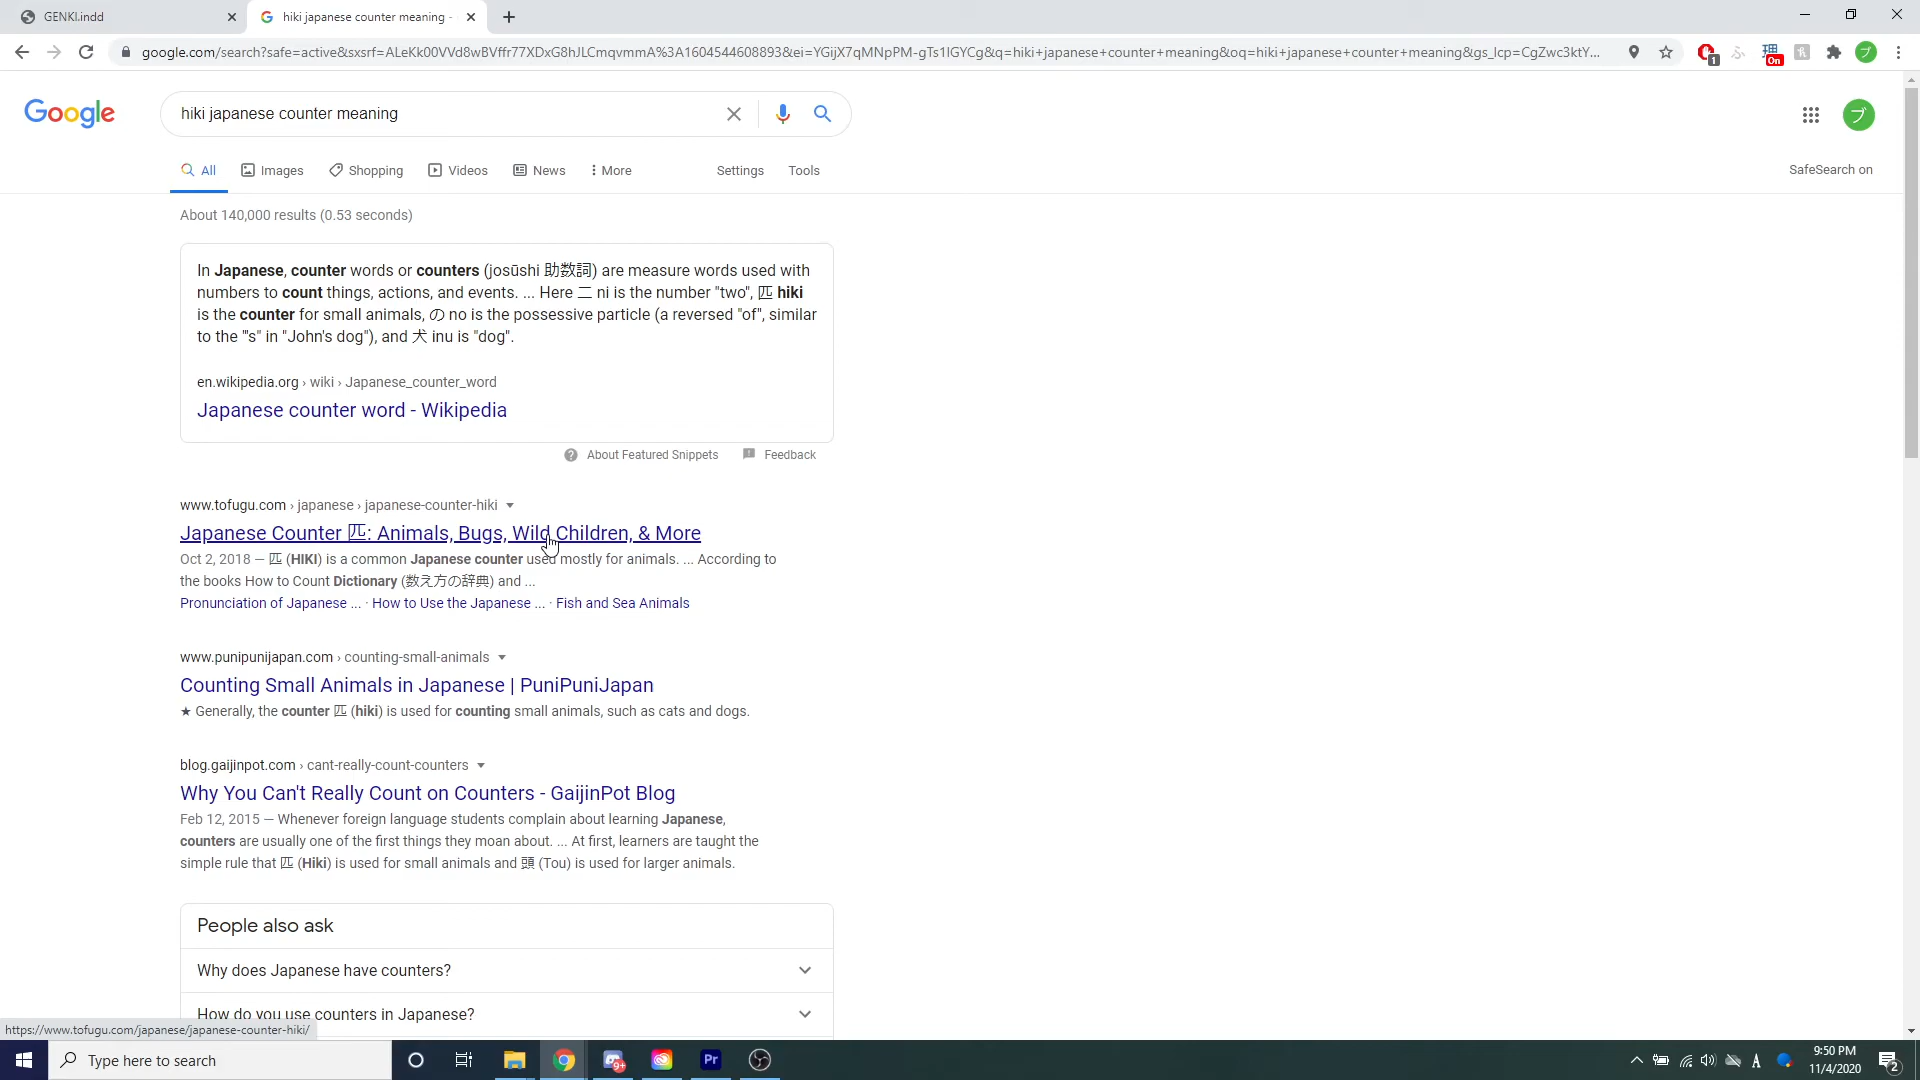 GENKI.indd
hiki japanese counter meaning -
google.com/search?safe=active&sxsrf=ALeKk00VVd8wBVffr77XDxG8hJLCmqvmmA%3A1604544608893&ei=YGijX7qMNpPM-gTs1IGYCg&q=hiki+japanese+counter+meaning&oq=hiki+japanese+counter+meaning&gs_lcp=CgZwc3ktY...
1
On
ブ
Google
hiki japanese counter meaning
ブ
All
Images
Shopping
Videos
News
More
Settings
Tools
SafeSearch on
About 140,000 results (0.53 seconds)
In Japanese, counter words or counters (josūshi 助数詞) are measure words used with
numbers to count things, actions, and events. ... Here 二 ni is the number "two", 匹 hiki
is the counter for small animals, の no is the possessive particle (a reversed "of", similar
to the "'s" in "John's dog"), and 犬 inu is "dog".
en.wikipedia.org › wiki › Japanese_counter_word
Japanese counter word - Wikipedia
About Featured Snippets
Feedback
www.tofugu.com › japanese › japanese-counter-hiki
Japanese Counter 匹: Animals, Bugs, Wild Children, & More
Oct 2, 2018 — 匹 (HIKI) is a common Japanese counter used mostly for animals. ... According to
the books How to Count Dictionary (数え方の辞典) and ...
Pronunciation of Japanese ... · How to Use the Japanese ... · Fish and Sea Animals
www.punipunijapan.com › counting-small-animals
Counting Small Animals in Japanese | PuniPuniJapan
★ Generally, the counter 匹 (hiki) is used for counting small animals, such as cats and dogs.
blog.gaijinpot.com › cant-really-count-counters
Why You Can't Really Count on Counters - GaijinPot Blog
Feb 12, 2015 — Whenever foreign language students complain about learning Japanese,
counters are usually one of the first things they moan about. ... At first, learners are taught the
simple rule that 匹 (Hiki) is used for small animals and 頭 (Tou) is used for larger animals.
People also ask
Why does Japanese have counters?
How do you use counters in Japanese?
https://www.tofugu.com/japanese/japanese-counter-hiki/
Type here to search
9+
Pr
A
9:50 PM
11/4/2020
2